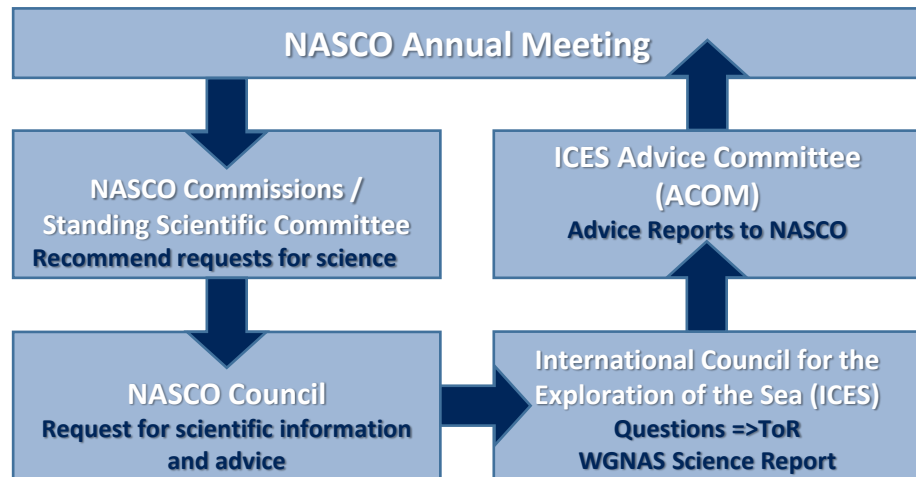 NASCO Annual Meeting
NASCO Commissions /
Standing Scientific Committee
Recommend requests for science
ICES Advice Committee
(ACOM)
Advice Reports to NASCO
NASCO Council
Request for scientific information
and advice
International Council for the
Exploration of the Sea (ICES)
Questions =>ToR
WGNAS Science Report